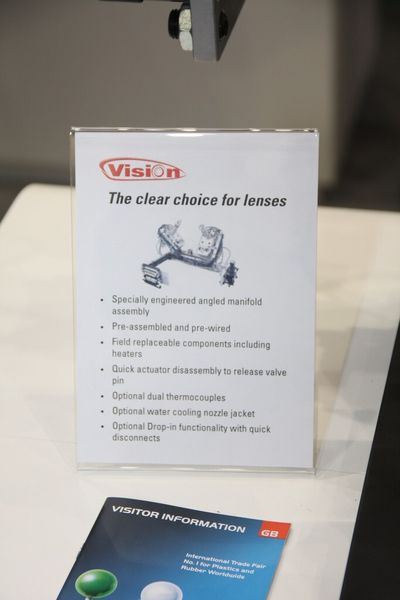 Vision
The clear choice for lenses
• Specially engineered angled manifold
assembly
• Pre-assembled and pre-wired
• Field replaceable components including
heaters
• Quick actuator disassembly to release valve
pin
• Optional dual thermocouples
• Optional water cooling nozzle jacket
• Optional Drop-in functionality with quick
disconnects
VISITOR INFORMATION
GB
International Trade Fair
No. 1 for Plastics and
Rubber Worldwide